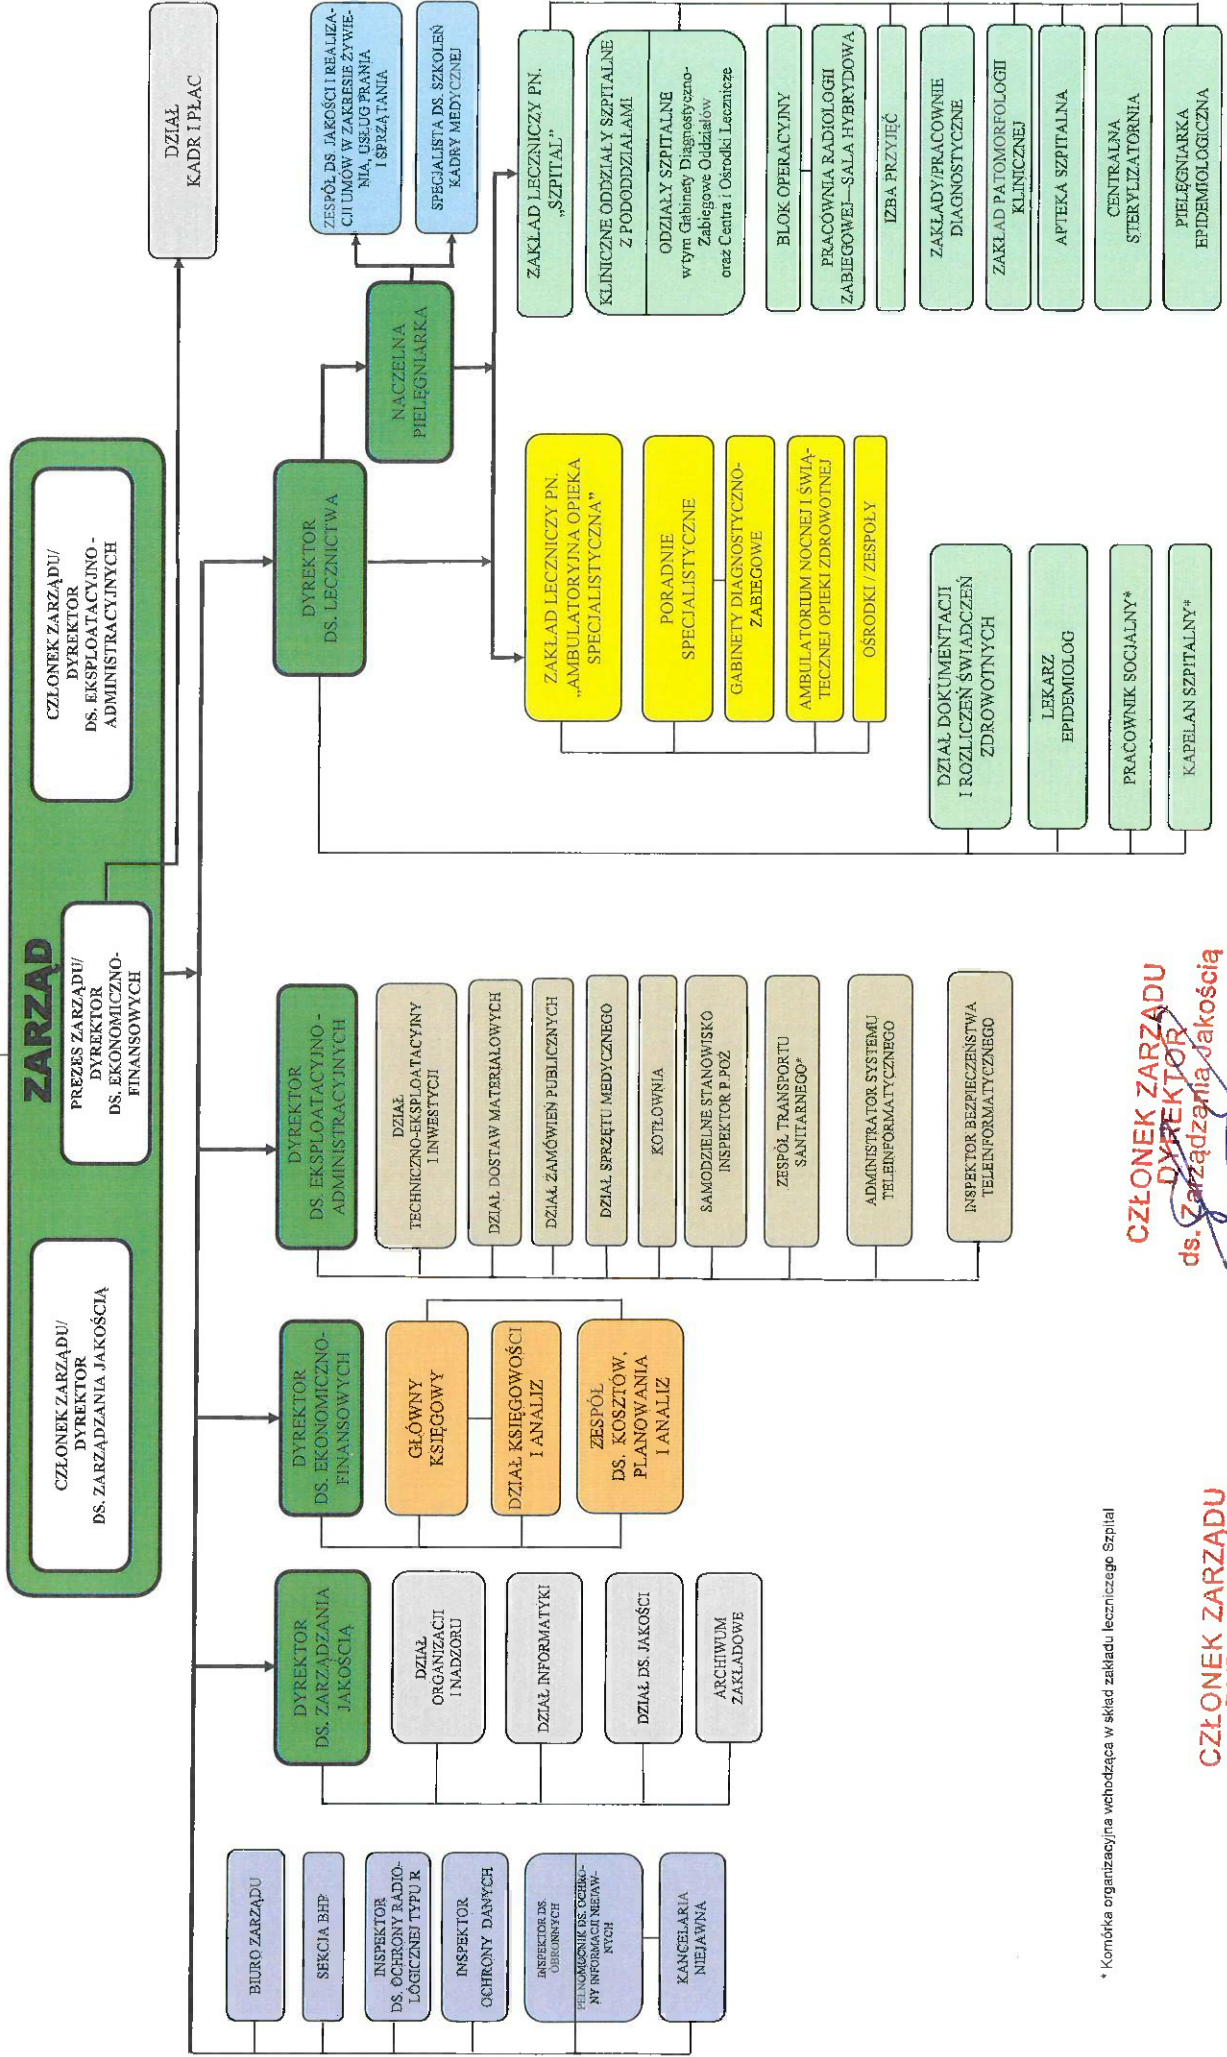 ZARZĄD
CZŁONEK ZARZĄDU/
DYREKTOR
DS. ZARZĄDZANIA JAKOŚCIĄ
PREZES ZARZĄDU/
DYREKTOR
DS. EKONOMICZNO-
FINANSOWYCH
CZŁONEK ZARZĄDU/
DYREKTOR
DS. EKSPLOATACYJNO -
ADMINISTRACYJNYCH
DZIAŁ
KADR I PŁAC
BIURO ZARZĄDU
SEKCJA BHP
INSPEKTOR
DS. OCHRONY RADIO-
LOGICZNEJ TYPU R
INSPEKTOR
OCHRONY DANYCH
INSPEKTOR DS.
OBRONNYCH
PEŁNOMOCNIK DS. OCHRO-
NY INFORMACJI NIEJAW-
NYCH
KANCELARIA
NIEJAWNA
DYREKTOR
DS. ZARZĄDZANIA
JAKOŚCIĄ
DZIAŁ
ORGANIZACJI
I NADZORU
DZIAŁ INFORMATYKI
DZIAŁ DS. JAKOŚCI
ARCHIWUM
ZAKŁADOWE
DYREKTOR
DS. EKONOMICZNO-
FINANSOWYCH
GŁÓWNY
KSIĘGOWY
DZIAŁ KSIĘGOWOŚCI
I ANALIZ
ZESPÓŁ
DS. KOSZTÓW,
PLANOWANIA
I ANALIZ
DYREKTOR
DS. EKSPLOATACYJNO -
ADMINISTRACYJNYCH
DZIAŁ
TECHNICZNO-EKSPLOATACYJNY
I INWESTYCJI
DZIAŁ DOSTAW MATERIAŁOWYCH
DZIAŁ ZAMÓWIEŃ PUBLICZNYCH
DZIAŁ SPRZĘTU MEDYCZNEGO
KOTŁOWNIA
SAMODZIELNE STANOWISKO
INSPEKTOR P.POŻ
ZESPÓŁ TRANSPORTU
SANITARNEGO*
ADMINISTRATOR SYSTEMU
TELEINFORMATYCZNEGO
INSPEKTOR BEZPIECZEŃSTWA
TELEINFORMATYCZNEGO
DYREKTOR
DS. LECZNICTWA
NACZELNA
PIELĘGNIARKA
ZESPÓŁ DS. JAKOŚCI I REALIZA-
CJI UMÓW W ZAKRESIE ŻYWIE-
NIA, USŁUG PRANIA
I SPRZĄTANIA
SPECJALISTA DS. SZKOLEŃ
KADRY MEDYCZNEJ
ZAKŁAD LECZNICZY PN.
„AMBULATORYJNA OPIEKA
SPECJALISTYCZNA”
PORADNIE
SPECJALISTYCZNE
GABINETY DIAGNOSTYCZNO-
ZABIEGOWE
AMBULATORIUM NOCNEJ I ŚWIĄ-
TECZNEJ OPIEKI ZDROWOTNEJ
OŚRODKI / ZESPOŁY
ZAKŁAD LECZNICZY PN.
„SZPITAL”
KLINICZNE ODDZIAŁY SZPITALNE
Z PODODDZIAŁAMI
ODZIAŁY SZPITALNE
w tym Gabinety Diagnostyczno-
Zabiegowe Oddziałów
oraz Centra i Ośrodki Lecznicze
BLOK OPERACYJNY
PRACOWNIA RADIOLOGII
ZABIEGOWEJ—SALA HYBRYDOWA
IZBA PRZYJĘĆ
ZAKŁADY/PRACOWNIE
DIAGNOSTYCZNE
ZAKŁAD PATOMORFOLOGII
KLINICZNEJ
APTEKA SZPITALNA
CENTRALNA
STERYLIZATORNIA
PIELĘGNIARKA
EPIDEMIOLOGICZNA
DZIAŁ DOKUMENTACJI
I ROZLICZEŃ ŚWIADCZEŃ
ZDROWOTNYCH
LEKARZ
EPIDEMIOLOG
PRACOWNIK SOCJALNY*
KAPELAN SZPITALNY*
* Komórka organizacyjna wchodząca w skład zakładu leczniczego Szpital
CZŁONEK ZARZĄDU
DYREKTOR
ds. Zarządzania Jakością
CZŁONEK ZARZĄDU